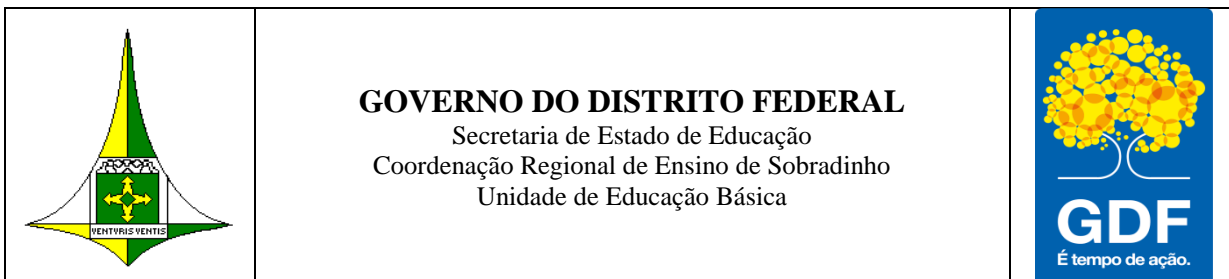 VENTVRIS VENTIS
GOVERNO DO DISTRITO FEDERAL
Secretaria de Estado de Educação
Coordenação Regional de Ensino de Sobradinho
Unidade de Educação Básica
GDF
É tempo de ação.